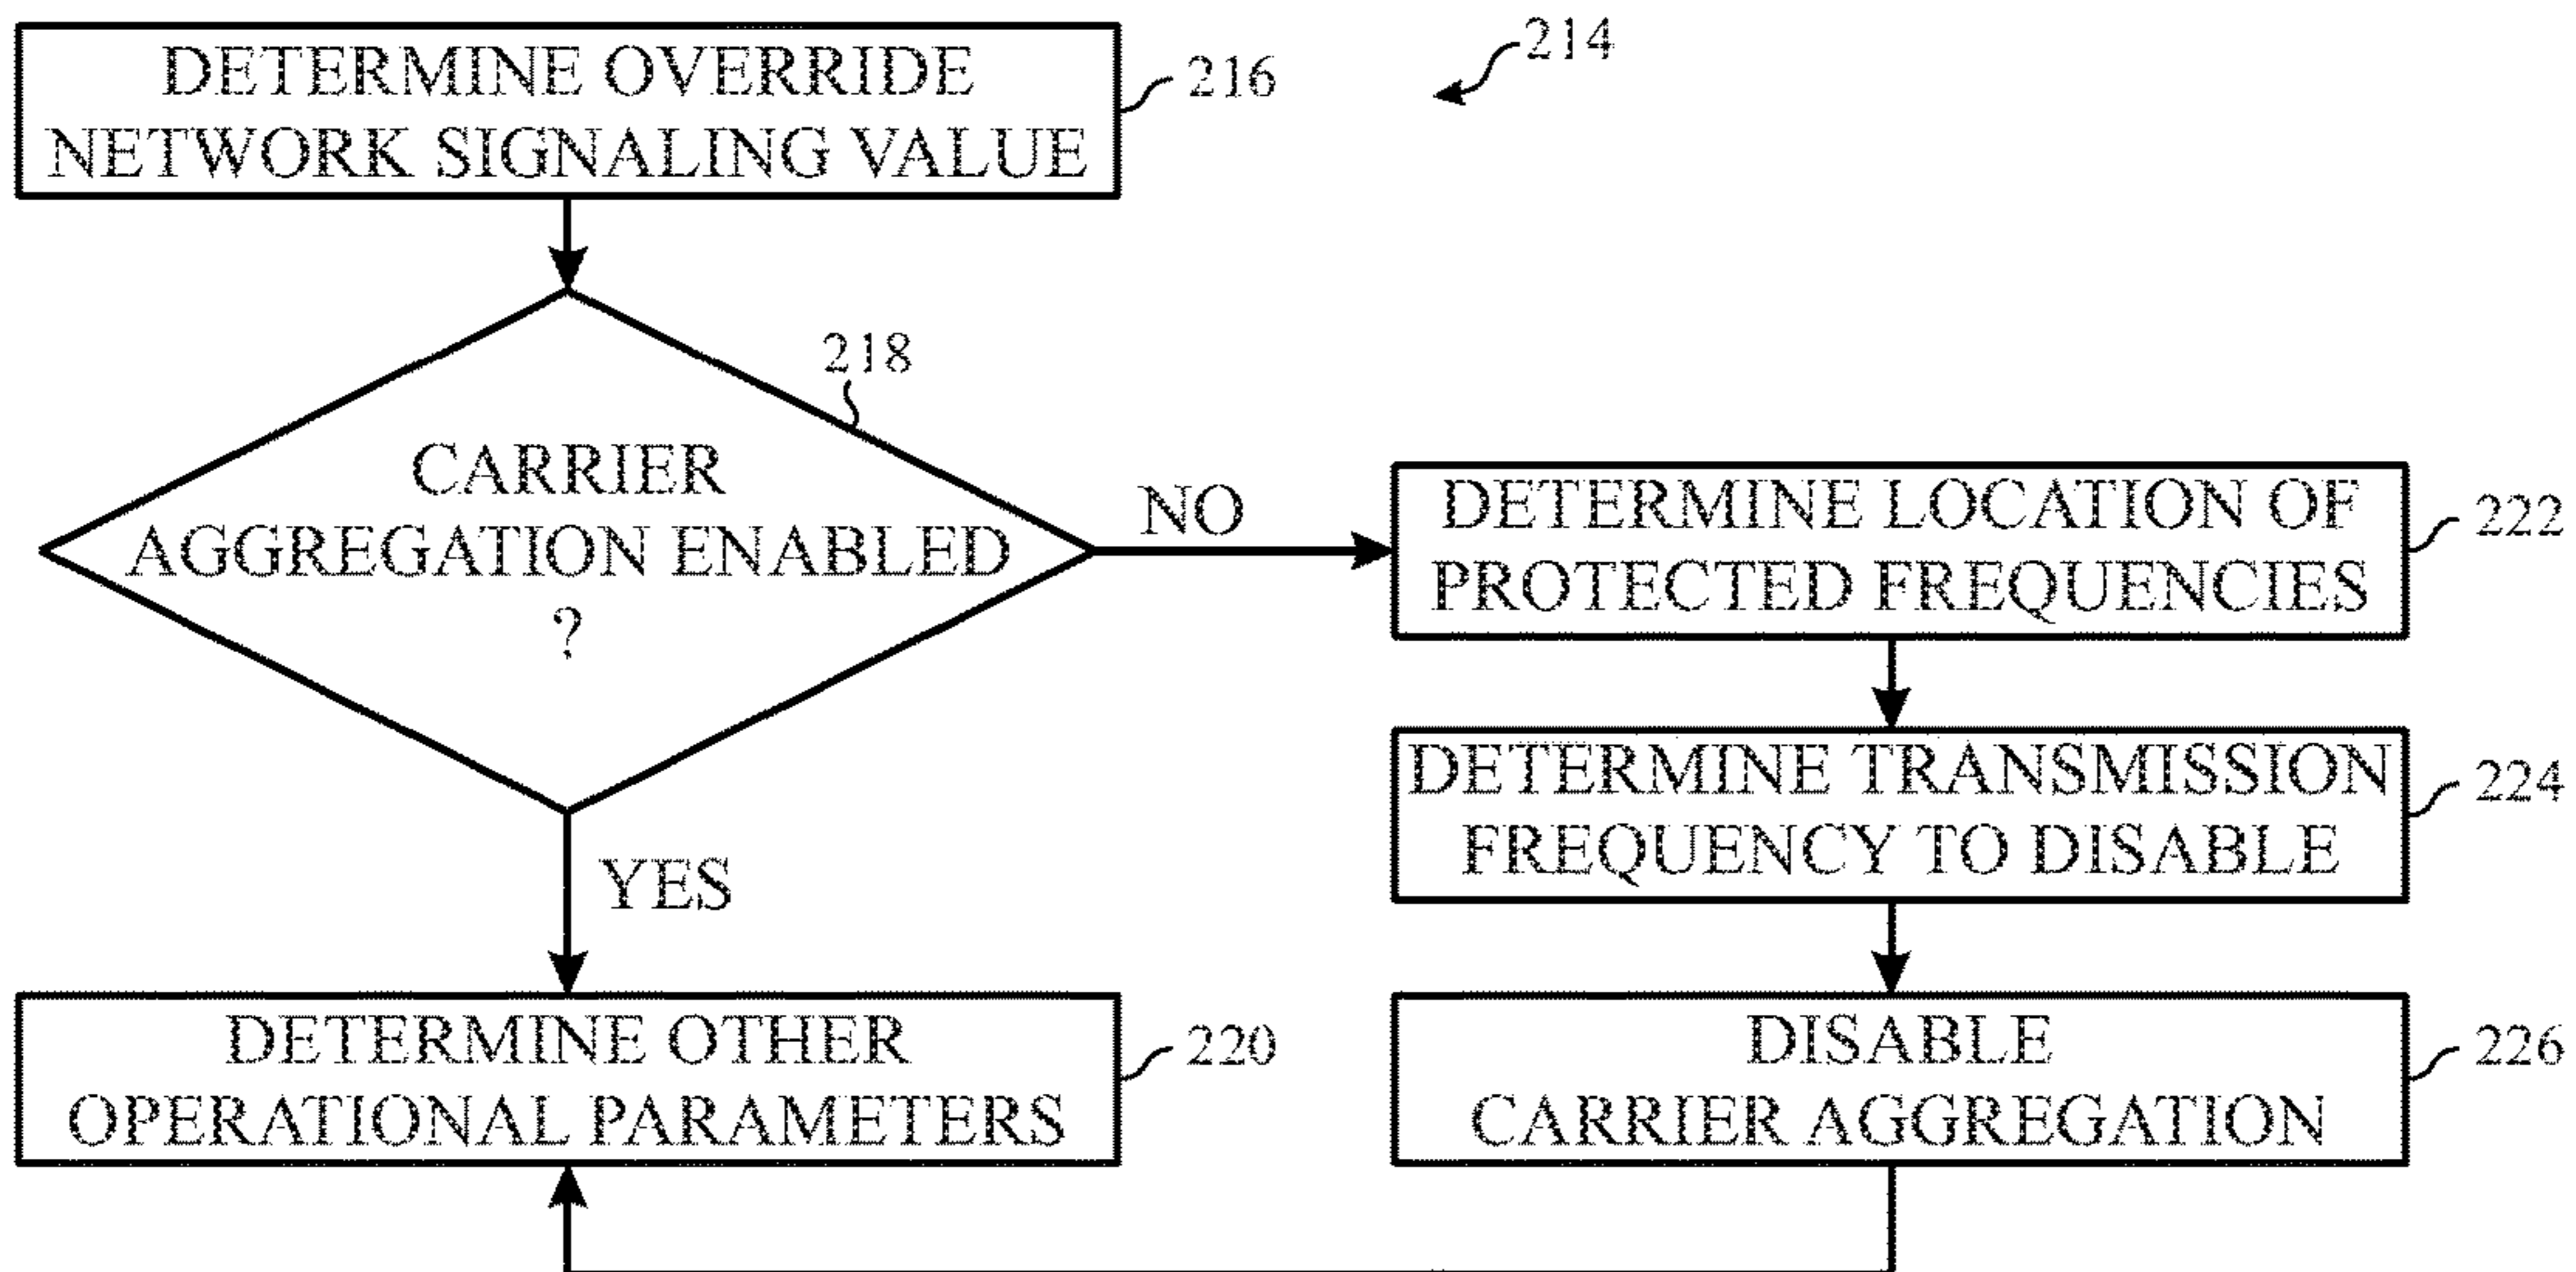 214
DETERMINE OVERRIDE
NETWORK SIGNALING VALUE
216
218
CARRIER
AGGREGATION ENABLED
?
NO
YES
DETERMINE LOCATION OF
PROTECTED FREQUENCIES
222
DETERMINE TRANSMISSION
FREQUENCY TO DISABLE
224
DISABLE
CARRIER AGGREGATION
226
DETERMINE OTHER
OPERATIONAL PARAMETERS
220